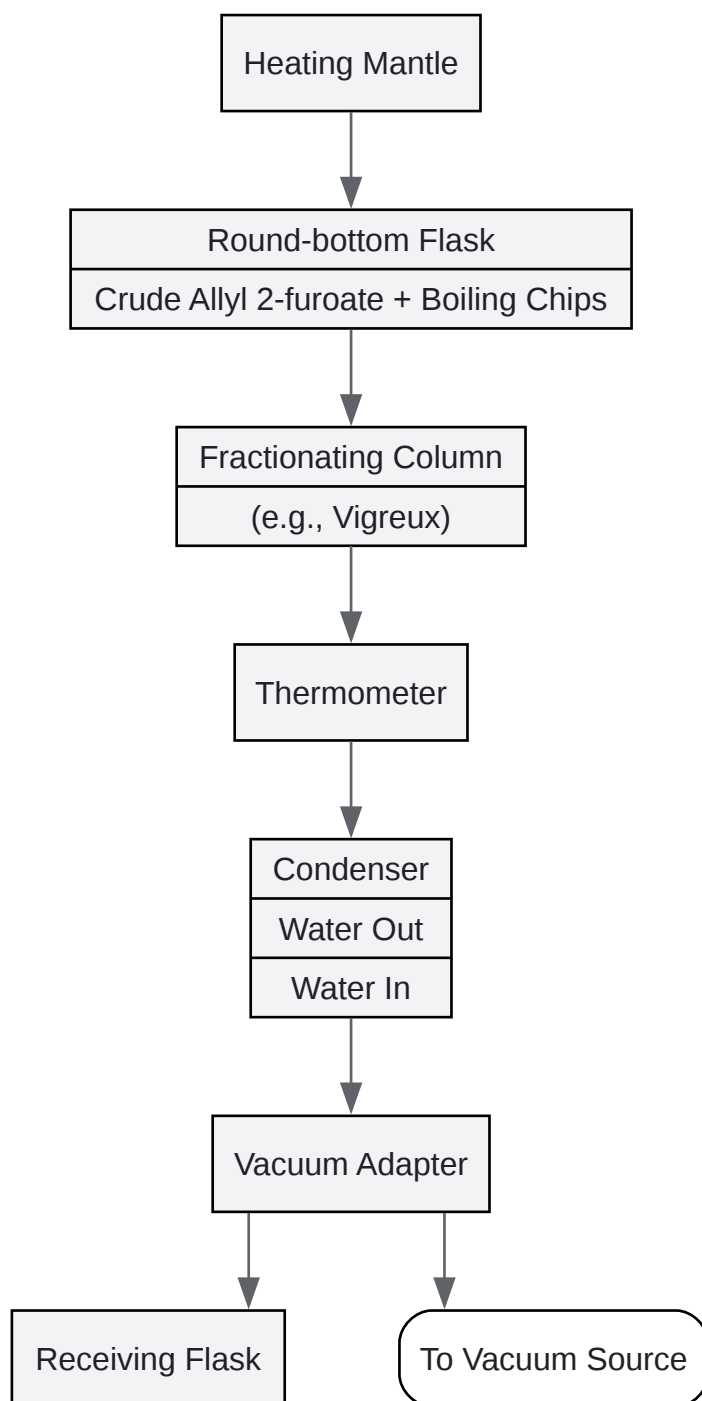 Heating Mantle
Round-bottom Flask
Crude Allyl 2-furoate + Boiling Chips
Fractionating Column
(e.g., Vigreux)
Thermometer
Condenser
Water Out
Water In
Vacuum Adapter
Receiving Flask
To Vacuum Source